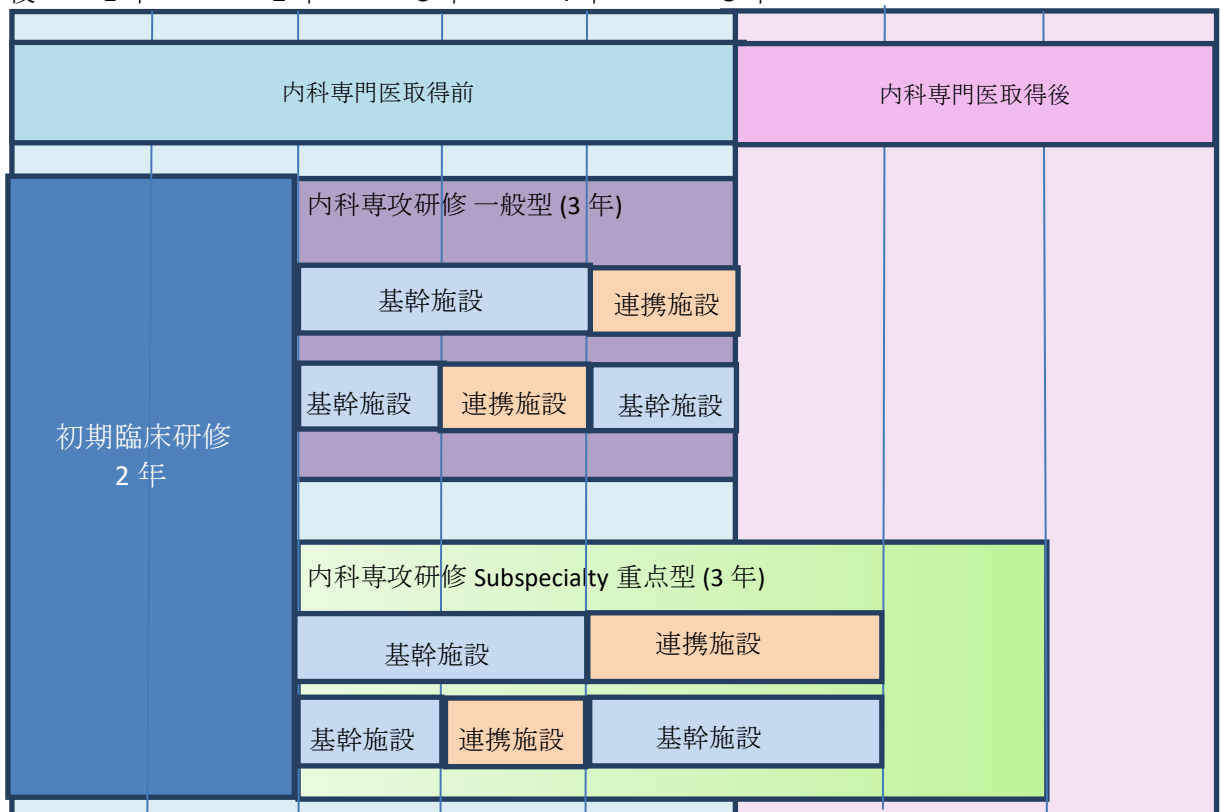 内科専門医取得前
内科専門医取得後
内科専攻研修 一般型 (3 年)
基幹施設
連携施設
基幹施設
連携施設
基幹施設
初期臨床研修
2 年
内科専攻研修 Subspecialty 重点型 (3 年)
基幹施設
連携施設
基幹施設
連携施設
基幹施設